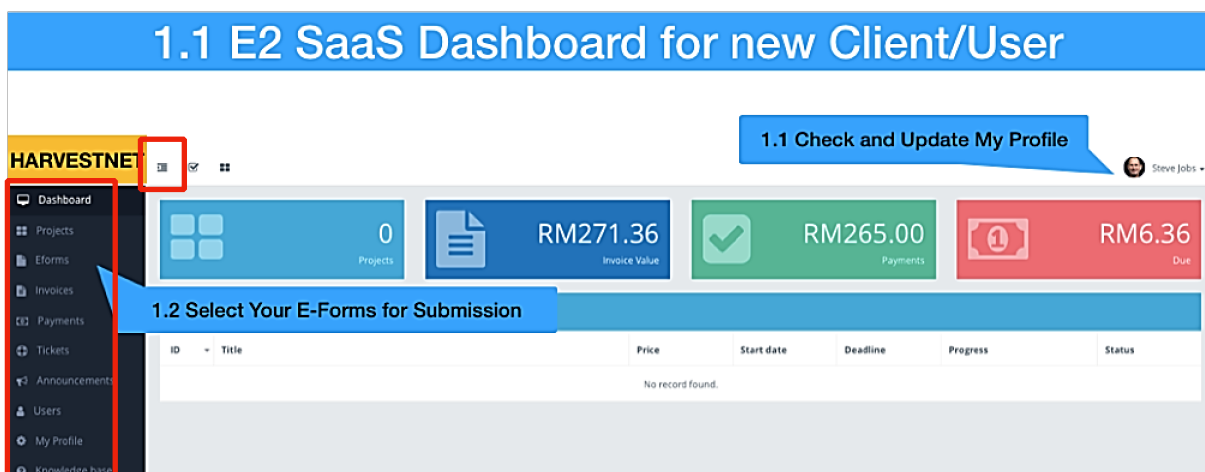 1.1 E2 SaaS Dashboard for new Client/User
1.1 Check and Update My Profile
HARVESTNET
Steve Jobs
Dashboard
Projects
Eforms
Invoices
Payments
Tickets
Announcements
Users
My Profile
Knowledge base
0
Projects
RM271.36
Invoice Value
RM265.00
Payments
1
RM6.36
Due
1.2 Select Your E-Forms for Submission
ID Title Price Start date Deadline Progress Status
No record found.